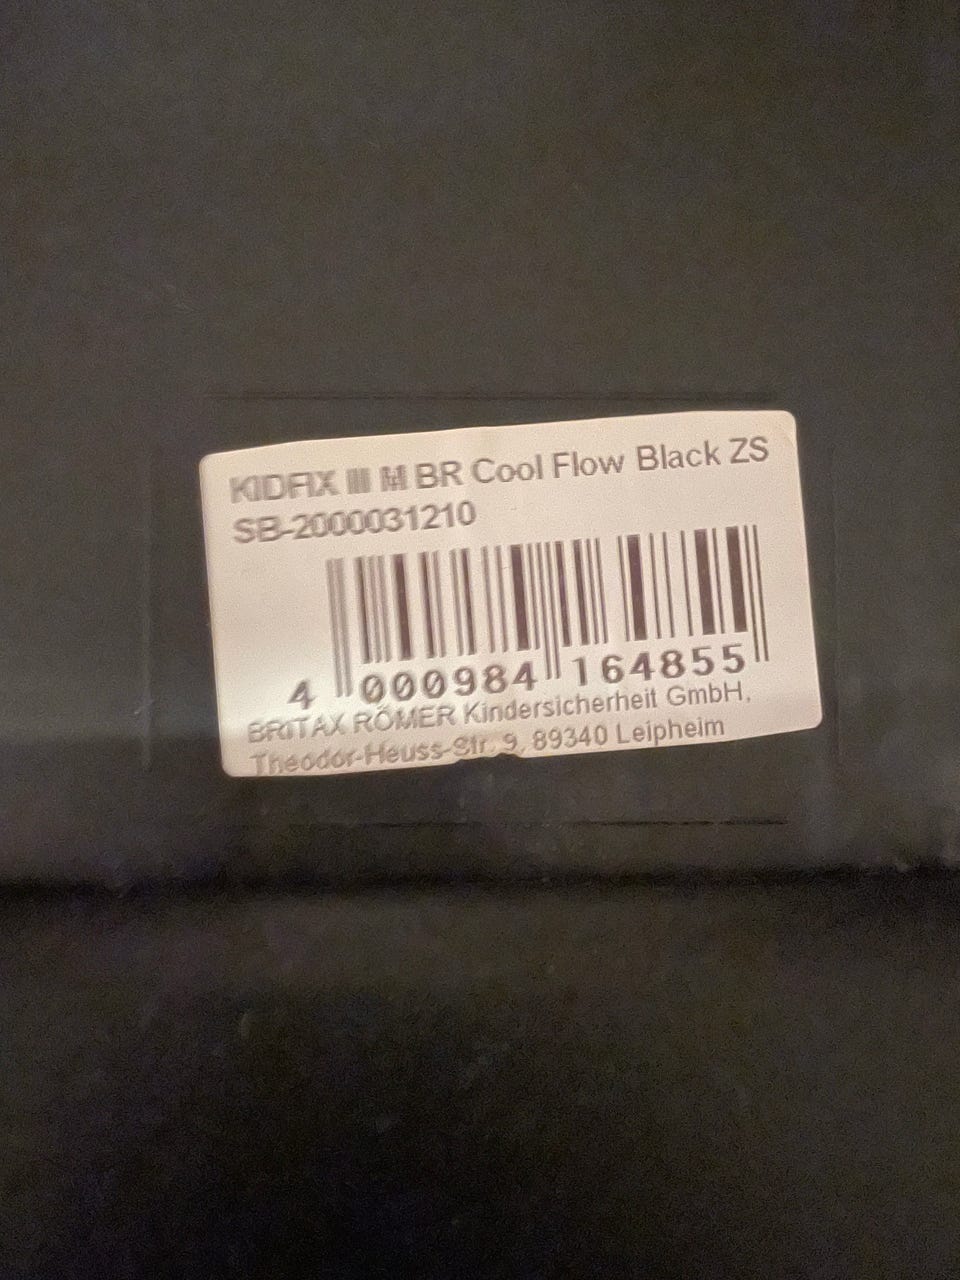 KIDFIX III M BR Cool Flow Black ZS
SB-2000031210
4 000984 164855
BRITAX RÖMER Kindersicherheit GmbH,
Theodor-Heuss-Str. 9, 89340 Leipheim